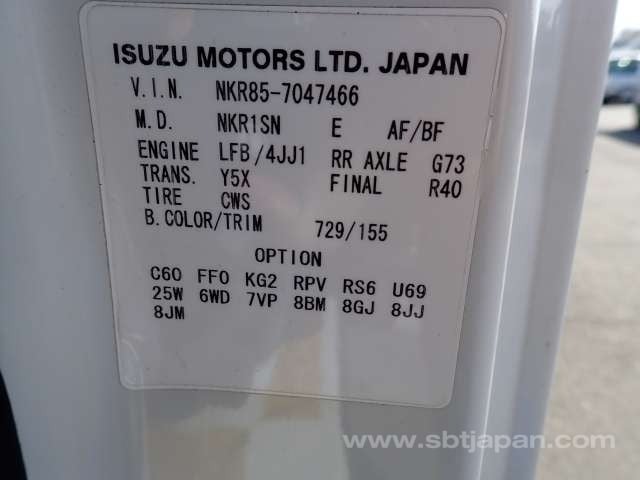 ISUZU MOTORS LTD. JAPAN
V.I.N. NKR85-7047466
M.D. NKR1SN E AF/BF
ENGINE LFB/4JJ1 RR AXLE G73
TRANS. Y5X FINAL R40
TIRE CWS
B.COLOR/TRIM 729/155
OPTION
C60 FF0 KG2 RPV RS6 U69
25W 6WD 7VP 8BM 8GJ 8JJ
8JM
www.sbtjapan.com